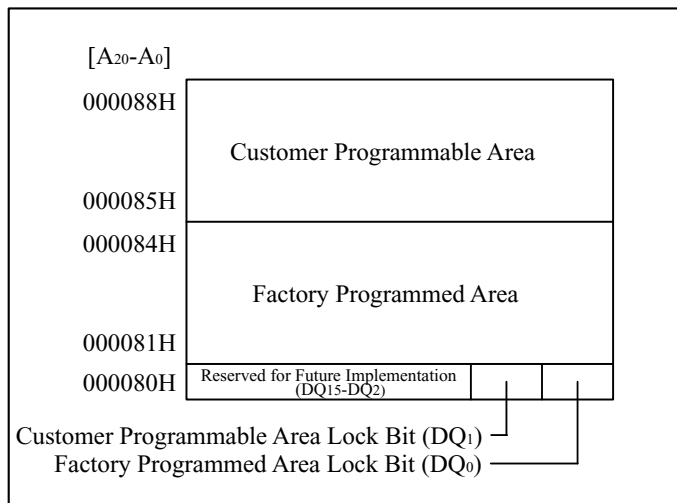 [A20-A0]
000088H
Customer Programmable Area
000085H
000084H
Factory Programmed Area
000081H
000080H
Reserved for Future Implementation
(DQ15-DQ2)
Customer Programmable Area Lock Bit (DQ1)
Factory Programmed Area Lock Bit (DQ0)